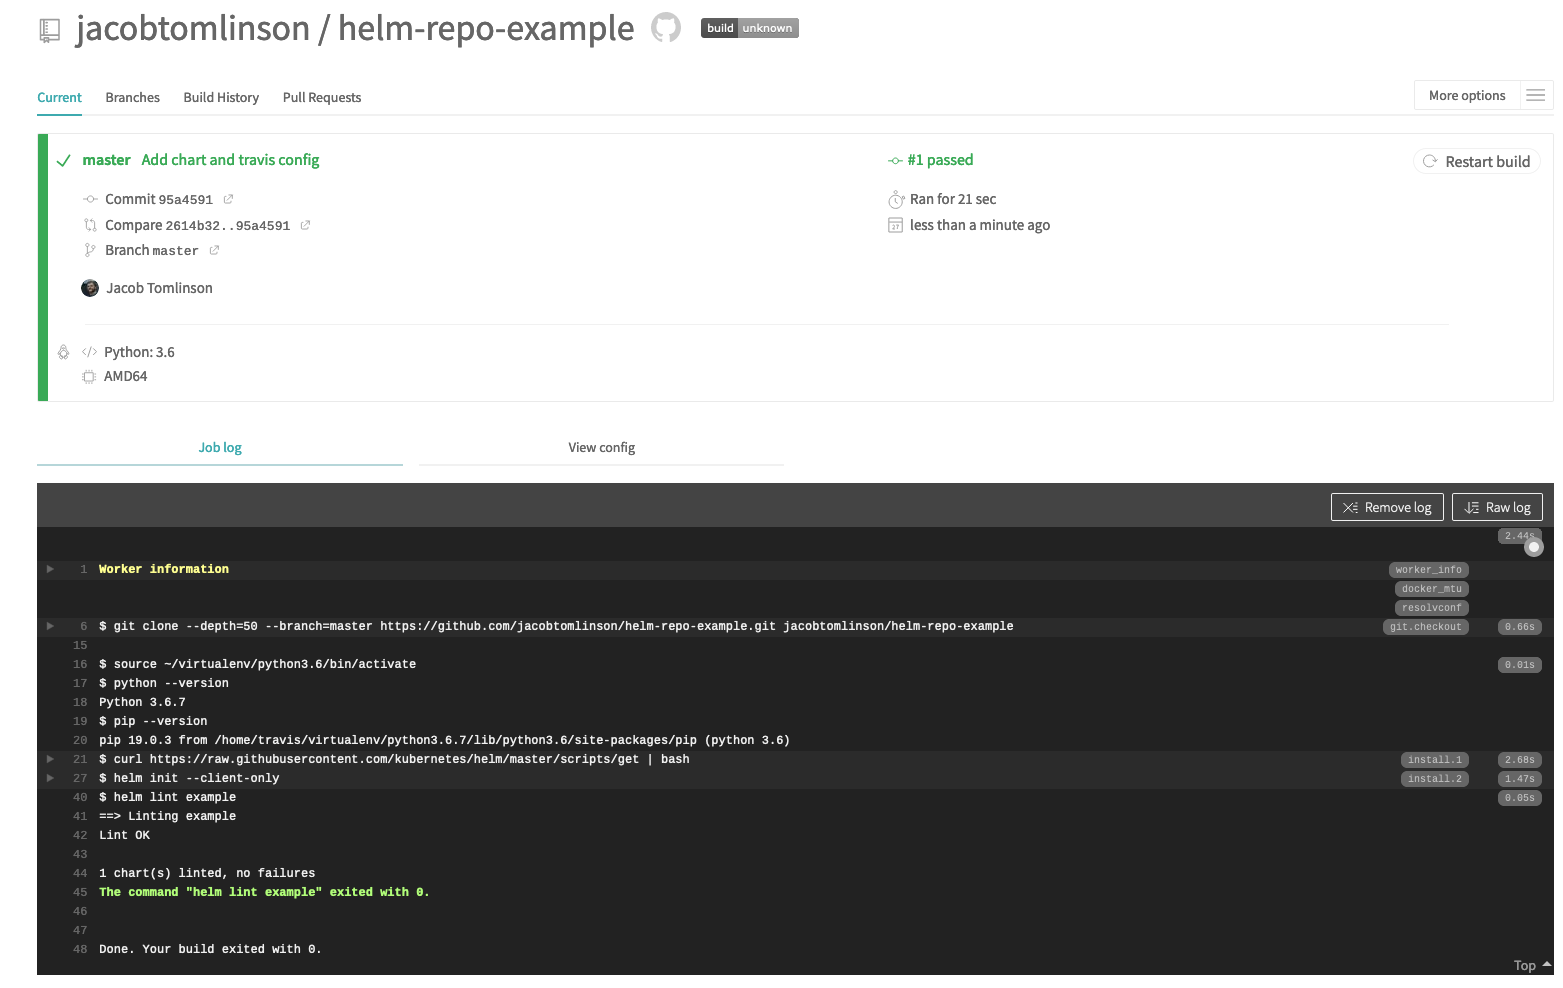 jacobtomlinson / helm-repo-example build unknown
Current Branches Build History Pull Requests More options
master Add chart and travis config #1 passed Restart build
Commit 95a4591 Ran for 21 sec
Compare 2614b32..95a4591 less than a minute ago
Branch master
Jacob Tomlinson
Python: 3.6
AMD64
Job log View config
Remove log Raw log
2.44s
1 Worker information worker_info
docker_mtu
resolvconf
6 $ git clone --depth=50 --branch=master https://github.com/jacobtomlinson/helm-repo-example.git jacobtomlinson/helm-repo-example git.checkout 0.66s
15
16 $ source ~/virtualenv/python3.6/bin/activate 0.01s
17 $ python --version
18 Python 3.6.7
19 $ pip --version
20 pip 19.0.3 from /home/travis/virtualenv/python3.6.7/lib/python3.6/site-packages/pip (python 3.6)
21 $ curl https://raw.githubusercontent.com/kubernetes/helm/master/scripts/get | bash install.1 2.68s
27 $ helm init --client-only install.2 1.47s
40 $ helm lint example 0.05s
41 ==> Linting example
42 Lint OK
43
44 1 chart(s) linted, no failures
45 The command "helm lint example" exited with 0.
46
47
48 Done. Your build exited with 0.
Top